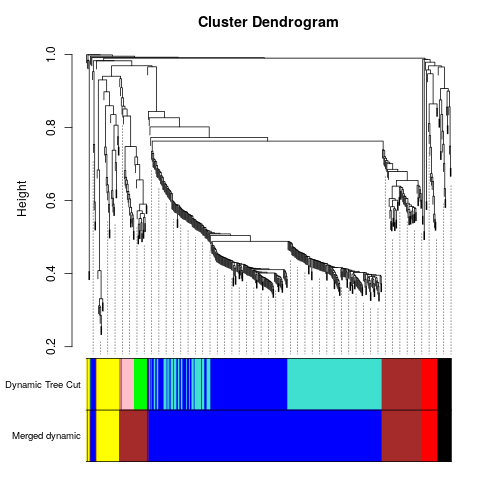 Cluster Dendrogram
Height
1.0
0.8
0.6
0.4
0.2
Dynamic Tree Cut
Merged dynamic